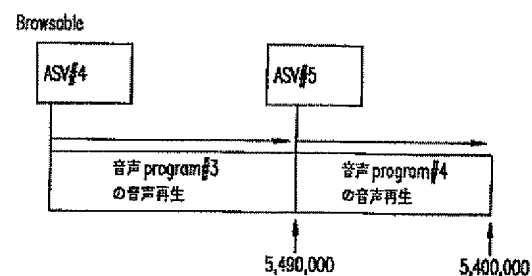 Browsable
ASV#4
ASV#5
音声program#3
の音声再生
音声program#4
の音声再生
5,490,000
5,400,000